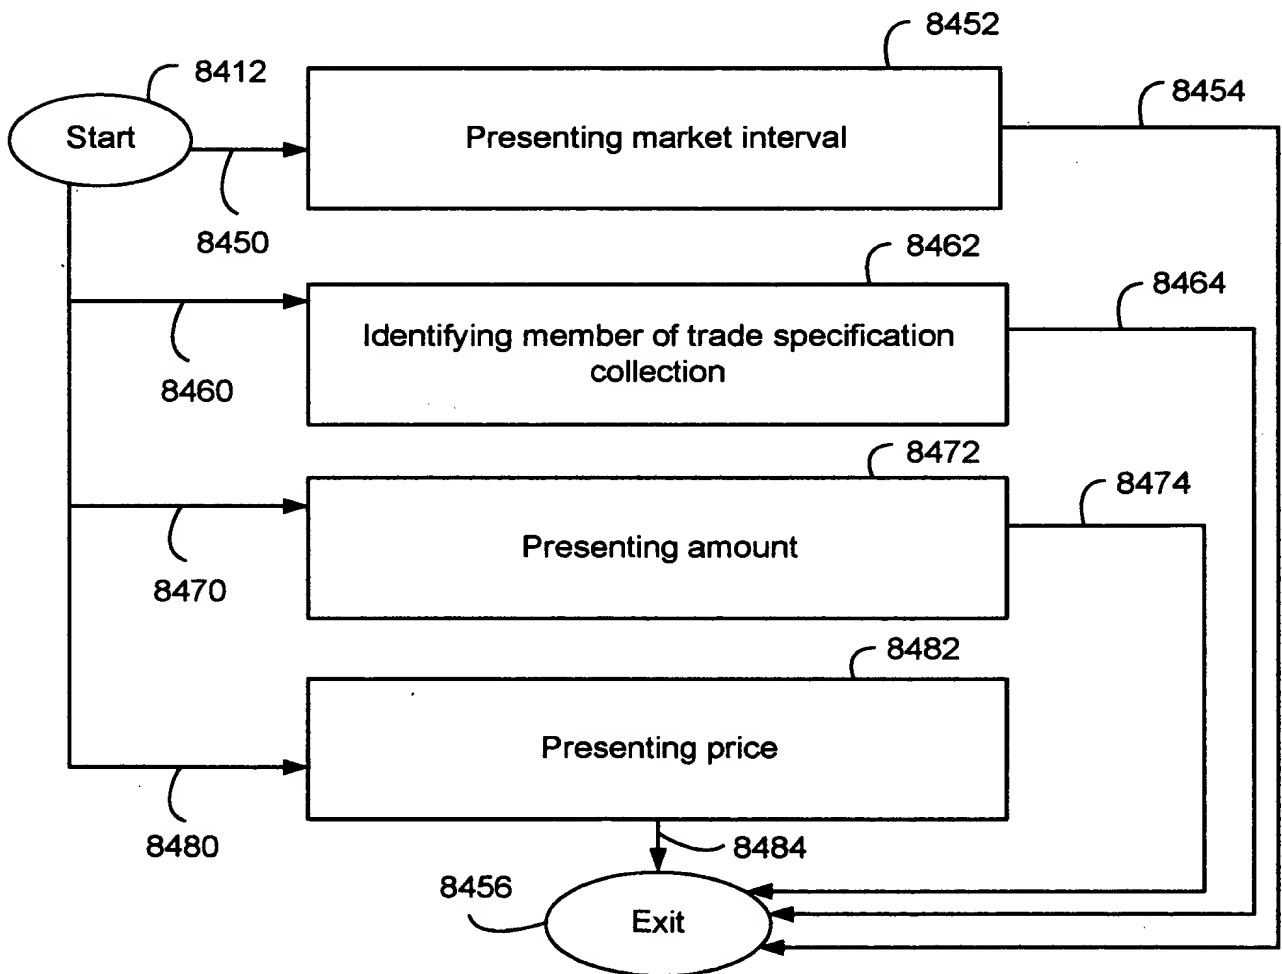 8452
8412
8454
Start
Presenting market interval
8450
8462
8464
Identifying member of trade specification
collection
8460
8472
8474
Presenting amount
8470
8482
Presenting price
8480
8484
8456
Exit